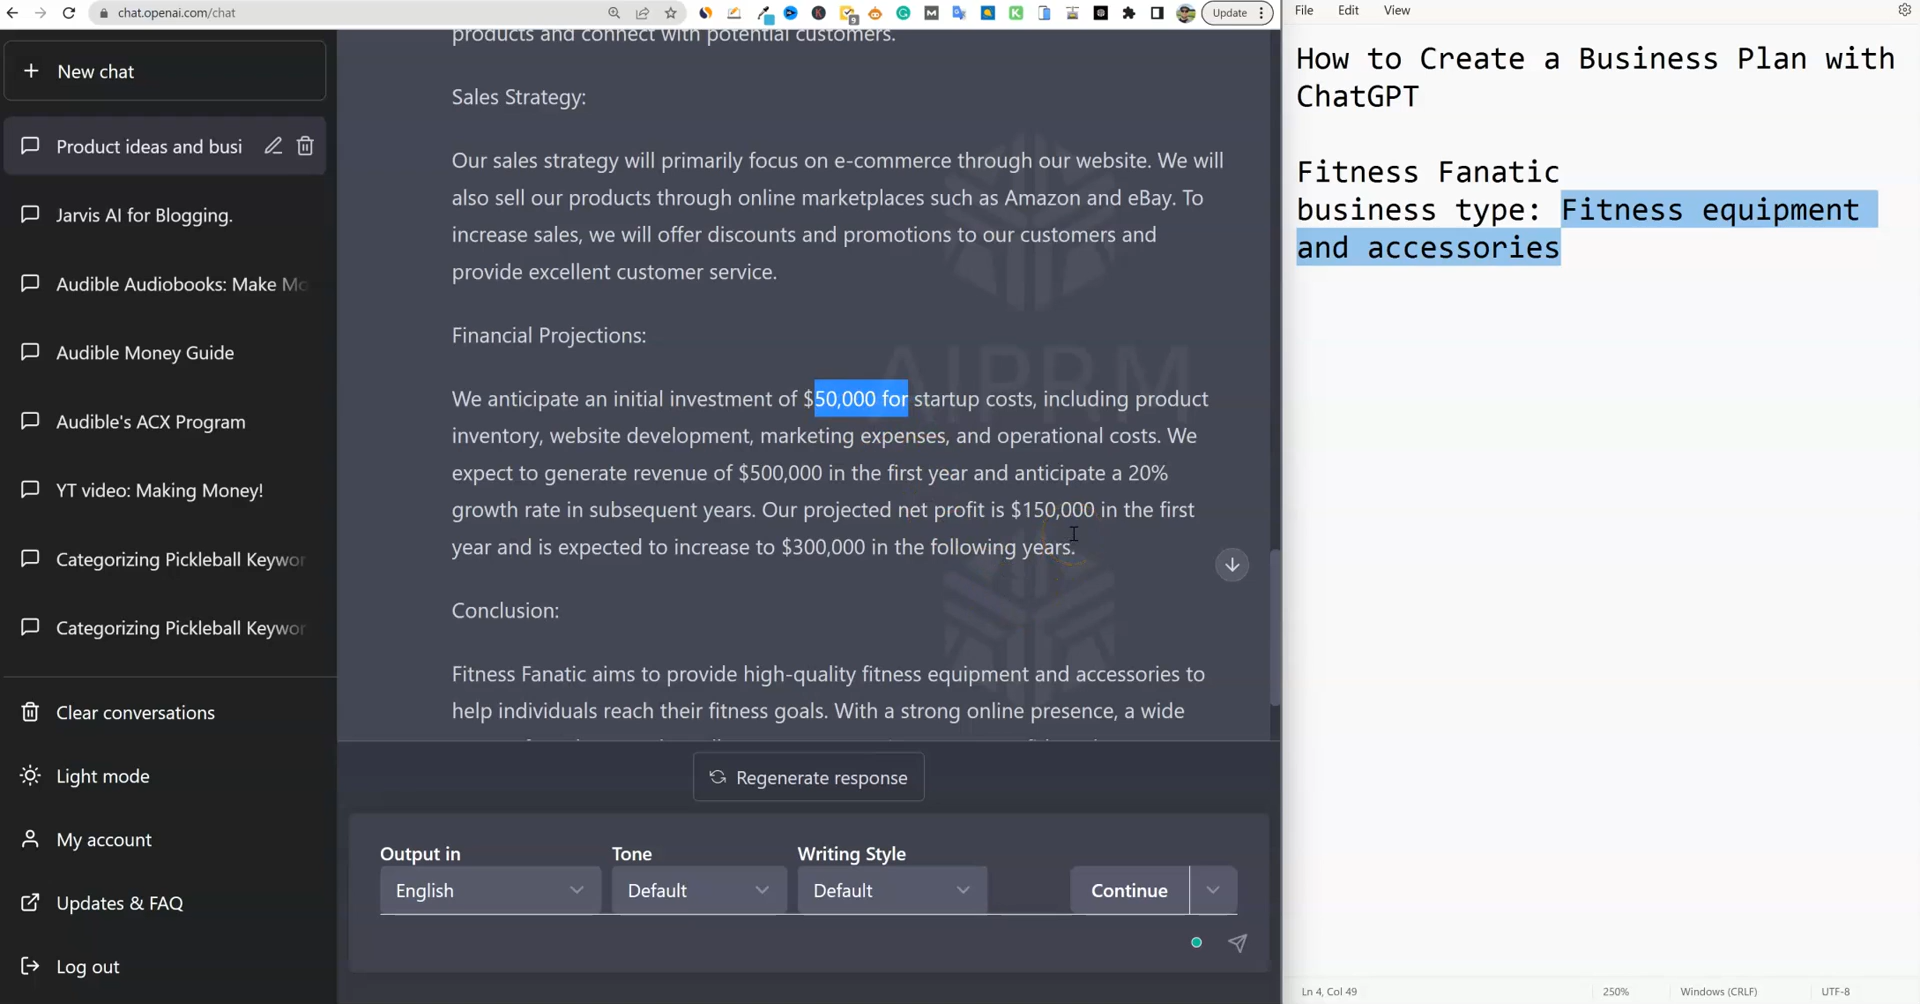 chat.openai.com/chat
Update
New chat
Product ideas and busi
Jarvis AI for Blogging.
Audible Audiobooks: Make Mo
Audible Money Guide
Audible's ACX Program
YT video: Making Money!
Categorizing Pickleball Keywor
Categorizing Pickleball Keywor
Clear conversations
Light mode
My account
Updates & FAQ
Log out
products and connect with potential customers.
Sales Strategy:
Our sales strategy will primarily focus on e-commerce through our website. We will
also sell our products through online marketplaces such as Amazon and eBay. To
increase sales, we will offer discounts and promotions to our customers and
provide excellent customer service.
Financial Projections:
AIPRM
We anticipate an initial investment of $50,000 for startup costs, including product
inventory, website development, marketing expenses, and operational costs. We
expect to generate revenue of $500,000 in the first year and anticipate a 20%
growth rate in subsequent years. Our projected net profit is $150,000 in the first
year and is expected to increase to $300,000 in the following years.
Conclusion:
Fitness Fanatic aims to provide high-quality fitness equipment and accessories to
help individuals reach their fitness goals. With a strong online presence, a wide
Regenerate response
Output in
Tone
Writing Style
English
Default
Default
Continue
File Edit View
How to Create a Business Plan with
ChatGPT
Fitness Fanatic
business type: Fitness equipment
and accessories
Ln 4, Col 49
250%
Windows (CRLF)
UTF-8